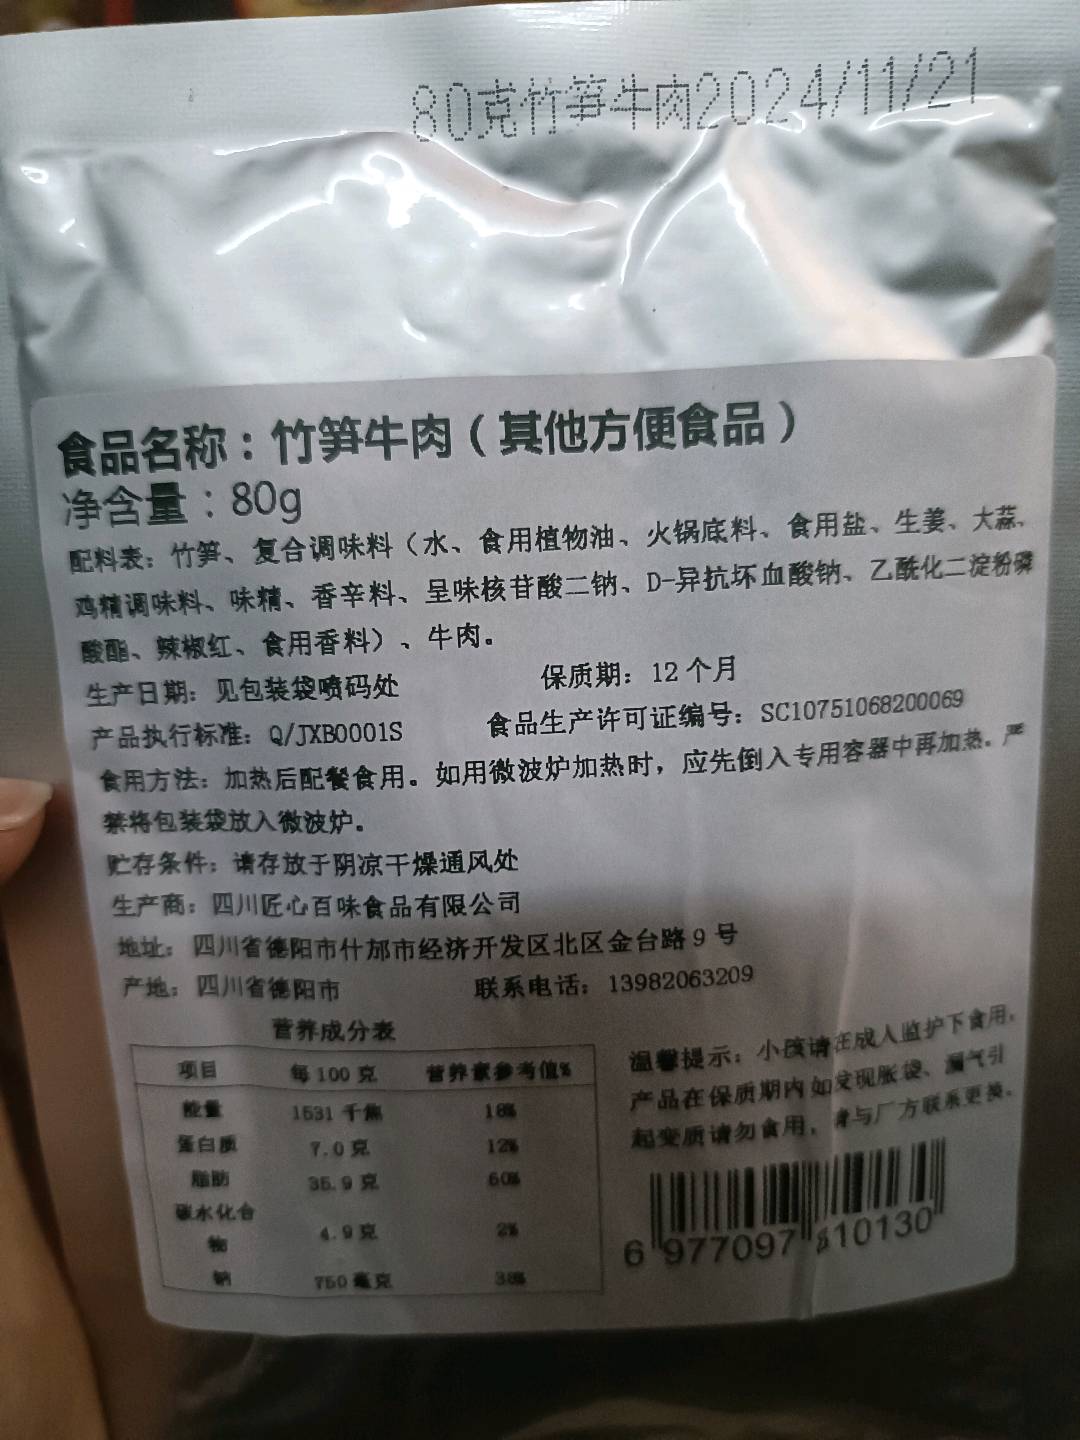 80克竹笋牛肉2024/11/21
食品名称：竹笋牛肉（其他方便食品）
净含量：80g
配料表：竹笋、复合调味料（水、食用植物油、火锅底料、食用盐、生姜、大蒜、
鸡精调味料、味精、香辛料、呈味核苷酸二钠、D-异抗坏血酸钠、乙酰化二淀粉磷
酸酯、辣椒红、食用香料）、牛肉。
生产日期：见包装袋喷码处 保质期：12个月
产品执行标准：Q/JXB0001S 食品生产许可证编号：SC10751068200069
食用方法：加热后配餐食用。如用微波炉加热时，应先倒入专用容器中再加热。严
禁将包装袋放入微波炉。
贮存条件：请存放于阴凉干燥通风处
生产商：四川匠心百味食品有限公司
地址：四川省德阳市什邡市经济开发区北区金台路9号
产地：四川省德阳市 联系电话：13982063209
营养成分表
项目 每100克 营养素参考值%
能量 1531千焦 18%
蛋白质 7.0克 12%
脂肪 35.9克 60%
碳水化合
物 4.9克 2%
钠 750毫克 38%
温馨提示：小孩请在成人监护下食用，
产品在保质期内如发现胀袋、漏气引
起变质请勿食用，请与厂方联系更换。
6 977097 810130